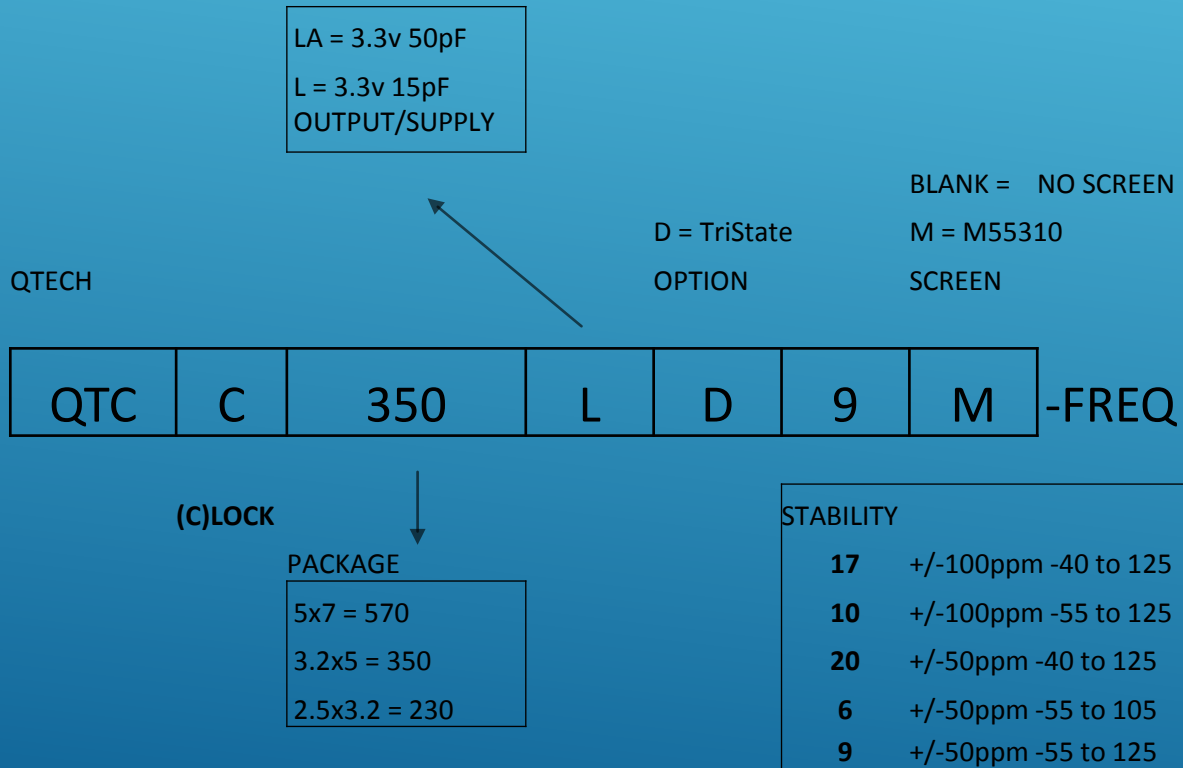 LA = 3.3v 50pF
L = 3.3v 15pF
OUTPUT/SUPPLY
BLANK = NO SCREEN
D = TriState M = M55310
QTECH OPTION SCREEN
QTC C 350 L D 9 M -FREQ
(C)LOCK STABILITY
PACKAGE 17 +/-100ppm -40 to 125
5x7 = 570 10 +/-100ppm -55 to 125
3.2x5 = 350 20 +/-50ppm -40 to 125
2.5x3.2 = 230 6 +/-50ppm -55 to 105
9 +/-50ppm -55 to 125